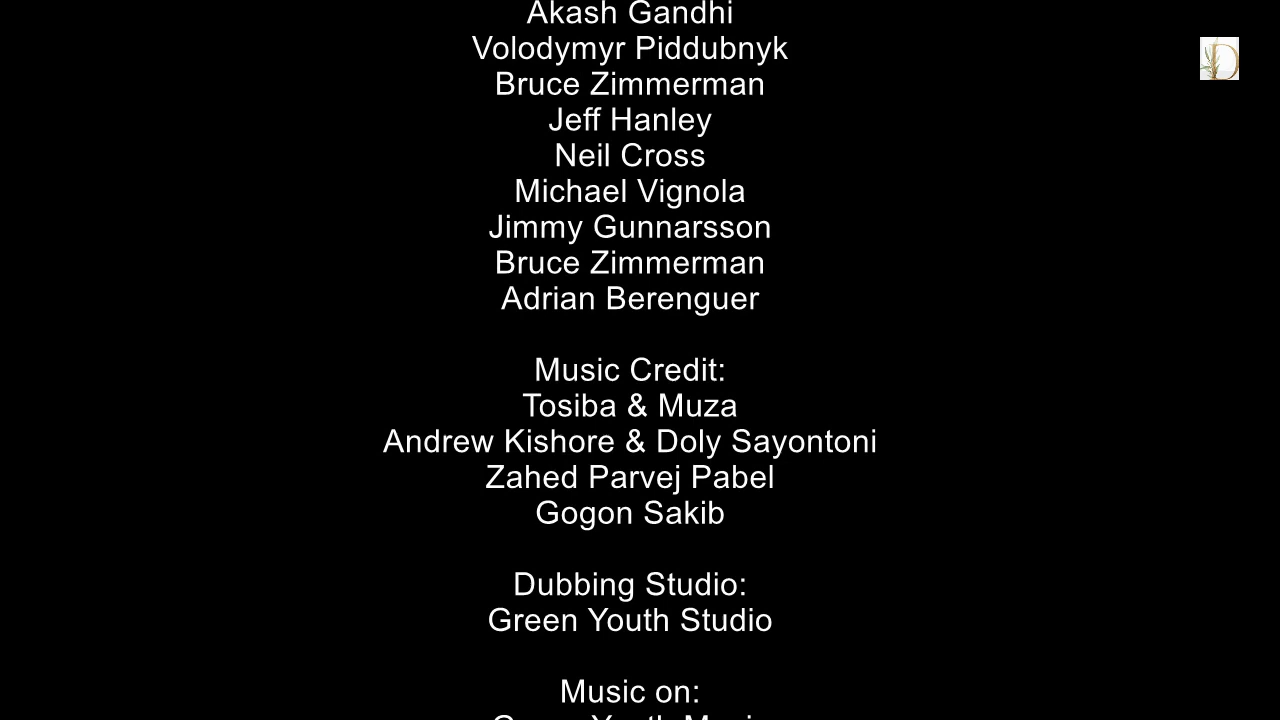 Akash Gandhi
Volodymyr Piddubnyk
Bruce Zimmerman
Jeff Hanley
Neil Cross
Michael Vignola
Jimmy Gunnarsson
Bruce Zimmerman
Adrian Berenguer
Music Credit:
Tosiba & Muza
Andrew Kishore & Doly Sayontoni
Zahed Parvej Pabel
Gogon Sakib
Dubbing Studio:
Green Youth Studio
Music on:
D